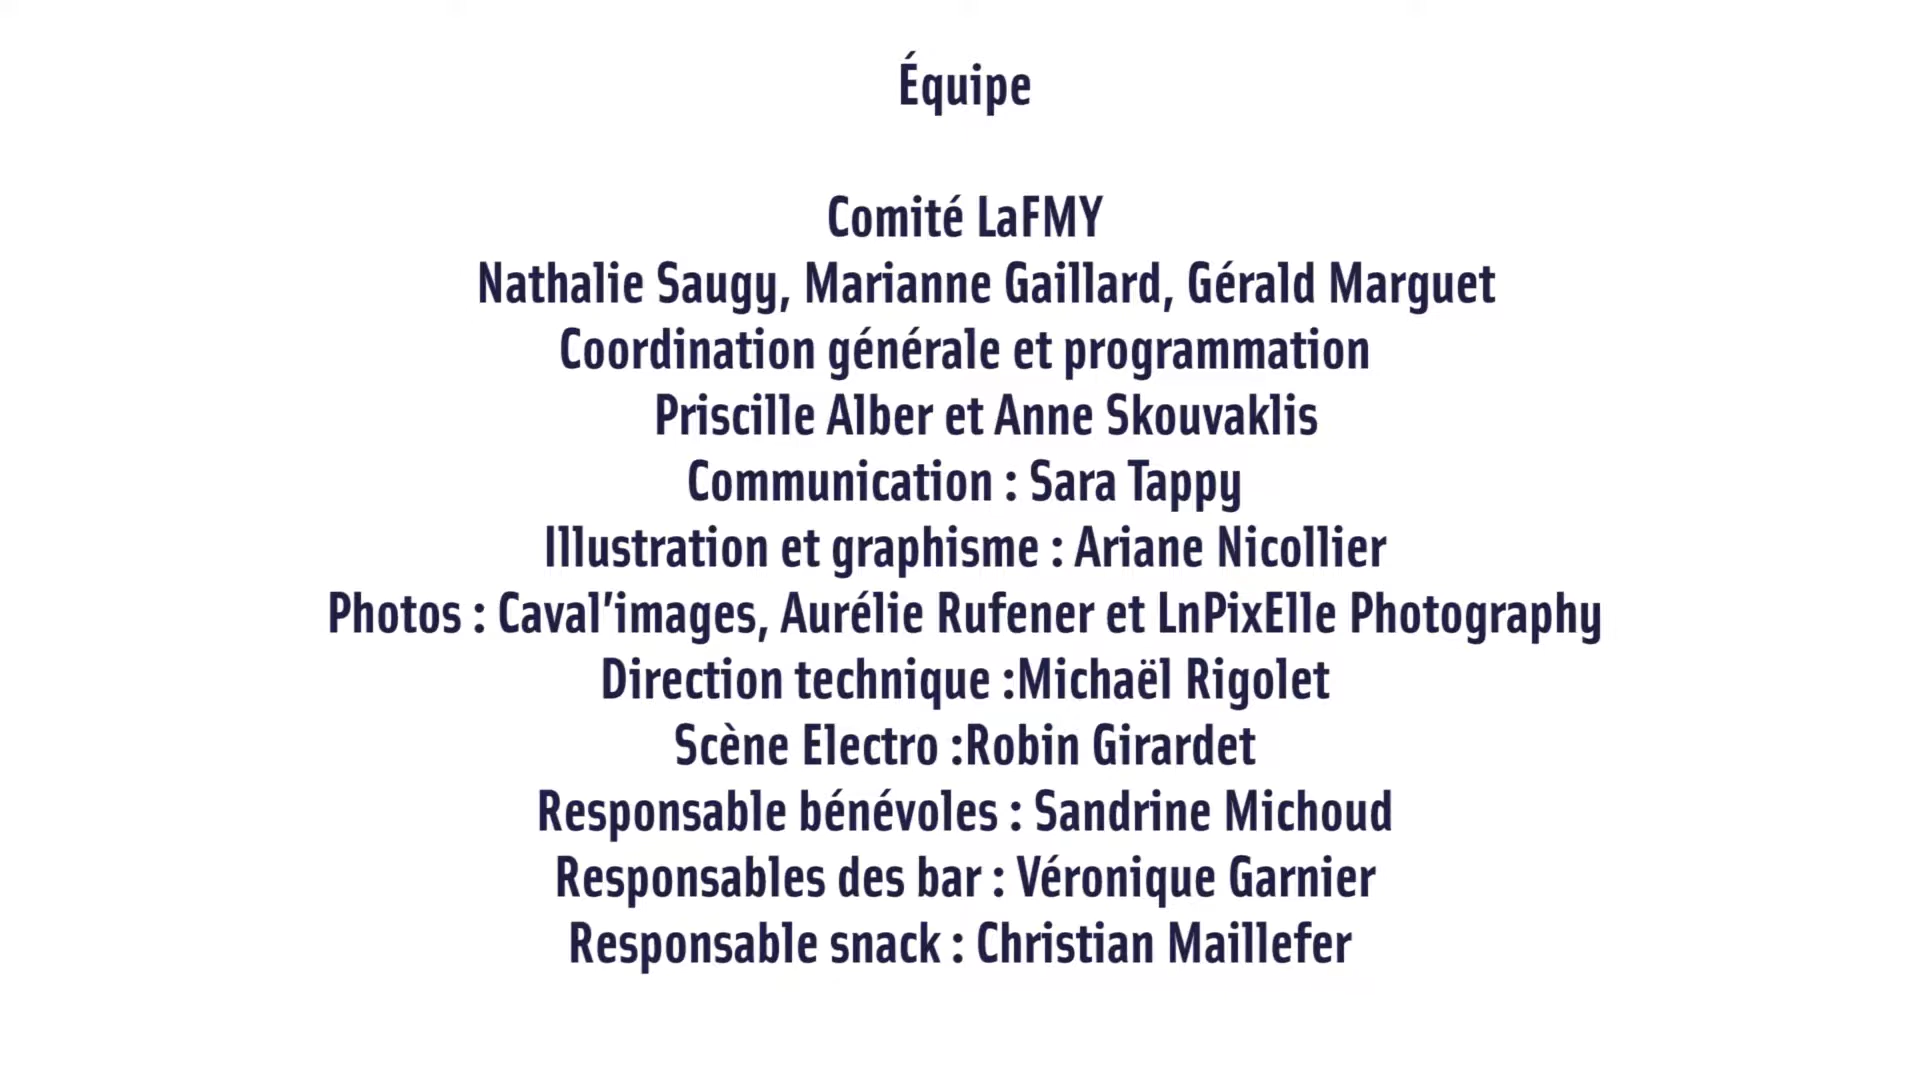 Équipe
Comité LaFMY
Nathalie Saugy, Marianne Gaillard, Gérald Marguet
Coordination générale et programmation
Priscille Alber et Anne Skouvaklis
Communication : Sara Tappy
Illustration et graphisme : Ariane Nicollier
Photos : Caval’images, Aurélie Rufener et LnPixElle Photography
Direction technique :Michaël Rigolet
Scène Electro :Robin Girardet
Responsable bénévoles : Sandrine Michoud
Responsables des bar : Véronique Garnier
Responsable snack : Christian Maillefer